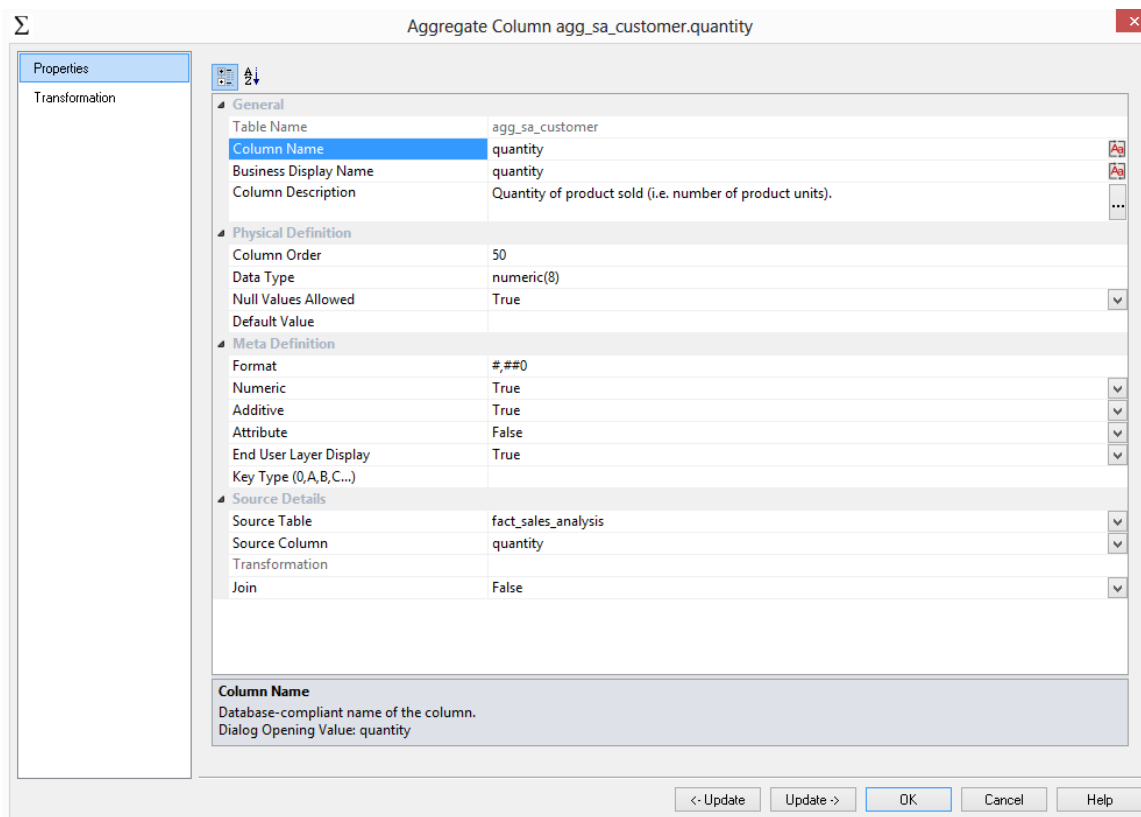 Σ Aggregate Column agg_sa_customer.quantity
Properties
Transformation
General
Table Name agg_sa_customer
Column Name quantity
Business Display Name quantity
Column Description Quantity of product sold (i.e. number of product units).
...
Physical Definition
Column Order 50
Data Type numeric(8)
Null Values Allowed True
Default Value
Meta Definition
Format #,##0
Numeric True
Additive True
Attribute False
End User Layer Display True
Key Type (0,A,B,C...)
Source Details
Source Table fact_sales_analysis
Source Column quantity
Transformation
Join False
Column Name
Database-compliant name of the column.
Dialog Opening Value: quantity
<- Update Update -> OK Cancel Help